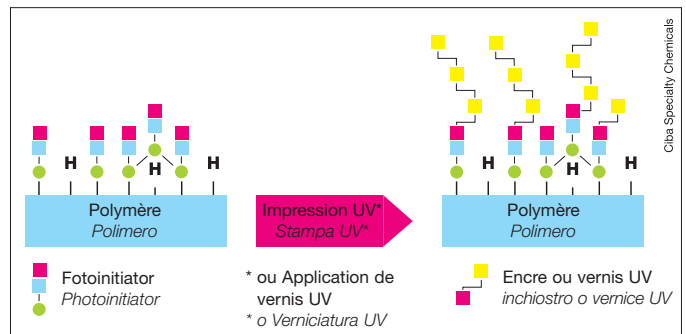 H H H
Polymère
Polimero
Impression UV*
Stampa UV*
H H H
Polymère
Polimero
Fotoinitiator
Photoinitiator
* ou Application de
vernis UV
* o Verniciatura UV
Encre ou vernis UV
inchiostro o vernice UV
Ciba Specialty Chemicals